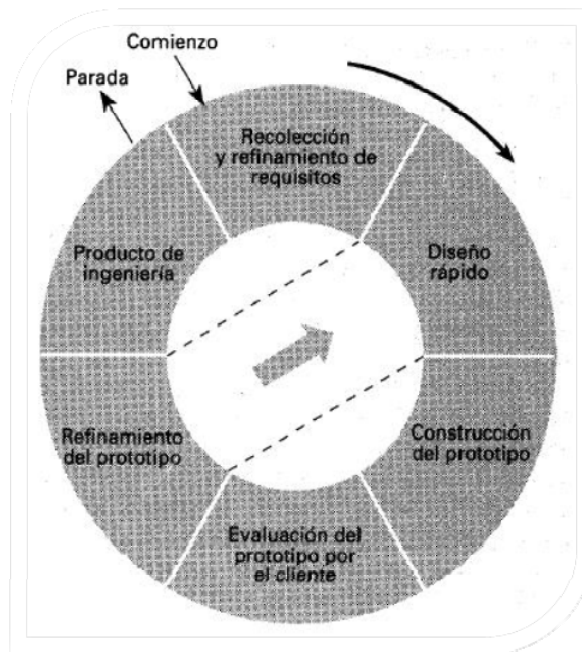 Comienzo
Parada
Recolección
y refinamiento de
requisitos
Diseño
rápido
Construcción
del prototipo
Evaluación del
prototipo por
el cliente
Refinamiento
del prototipo
Producto de
ingeniería